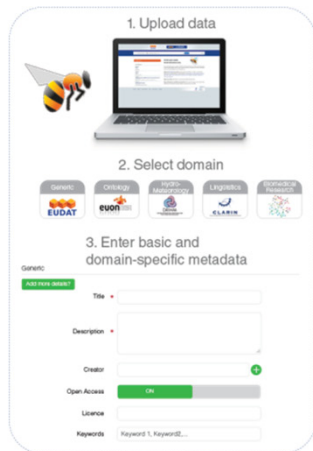 1. Upload data
2. Select domain
Generic
Ontology
Hydro-
Meteorology
Linguistics
Biomedical
Research
EUDAT
euon
CLARIN
3. Enter basic and
domain-specific metadata
Generic
Add more details?
Title *
Description *
Creator
Open Access ON
Licence
Keywords Keyword 1, Keyword2,...